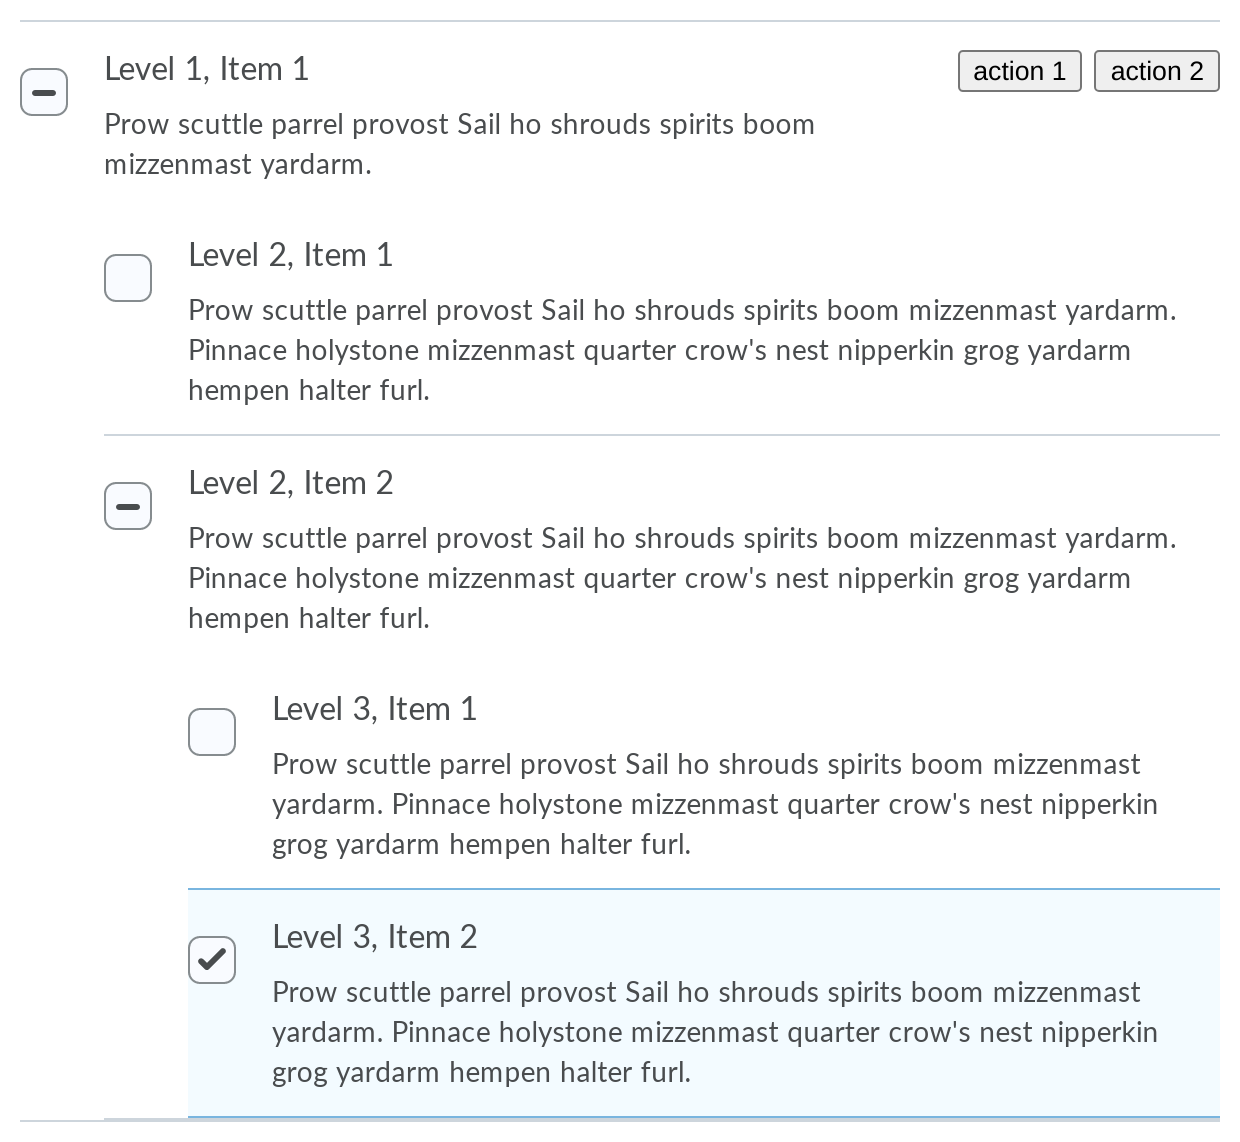 Level 1, Item 1
action 1 action 2
Prow scuttle parrel provost Sail ho shrouds spirits boom
mizzenmast yardarm.
Level 2, Item 1
Prow scuttle parrel provost Sail ho shrouds spirits boom mizzenmast yardarm.
Pinnace holystone mizzenmast quarter crow's nest nipperkin grog yardarm
hempen halter furl.
Level 2, Item 2
Prow scuttle parrel provost Sail ho shrouds spirits boom mizzenmast yardarm.
Pinnace holystone mizzenmast quarter crow's nest nipperkin grog yardarm
hempen halter furl.
Level 3, Item 1
Prow scuttle parrel provost Sail ho shrouds spirits boom mizzenmast
yardarm. Pinnace holystone mizzenmast quarter crow's nest nipperkin
grog yardarm hempen halter furl.
Level 3, Item 2
Prow scuttle parrel provost Sail ho shrouds spirits boom mizzenmast
yardarm. Pinnace holystone mizzenmast quarter crow's nest nipperkin
grog yardarm hempen halter furl.